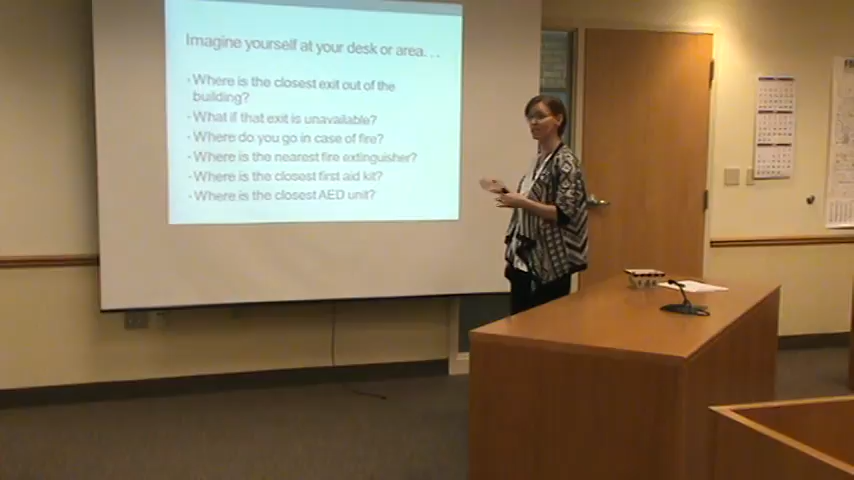 Imagine yourself at your desk or area. . .
· Where is the closest exit out of the
building?
· What if that exit is unavailable?
· Where do you go in case of fire?
· Where is the nearest fire extinguisher?
· Where is the closest first aid kit?
· Where is the closest AED unit?